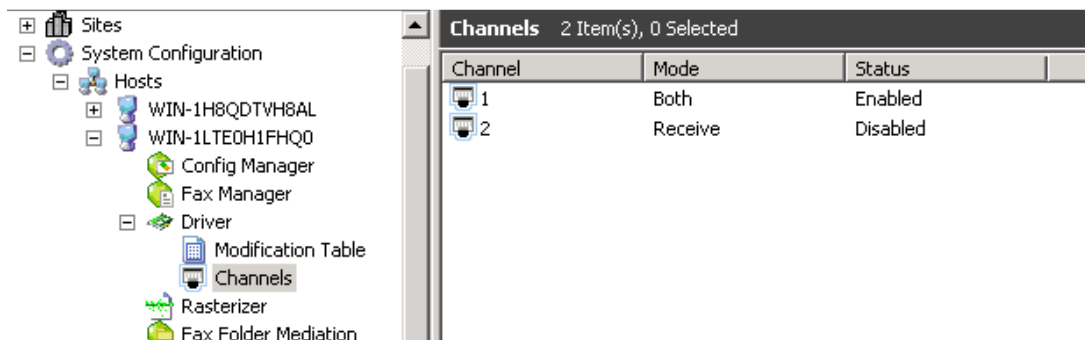 Sites
System Configuration
Hosts
WIN-1H8QDTVH8AL
WIN-1LTE0H1FHQ0
Config Manager
Fax Manager
Driver
Modification Table
Channels
Rasterizer
Fax Folder Mediation
Channels 2 Item(s), 0 Selected
Channel Mode Status
1 Both Enabled
2 Receive Disabled